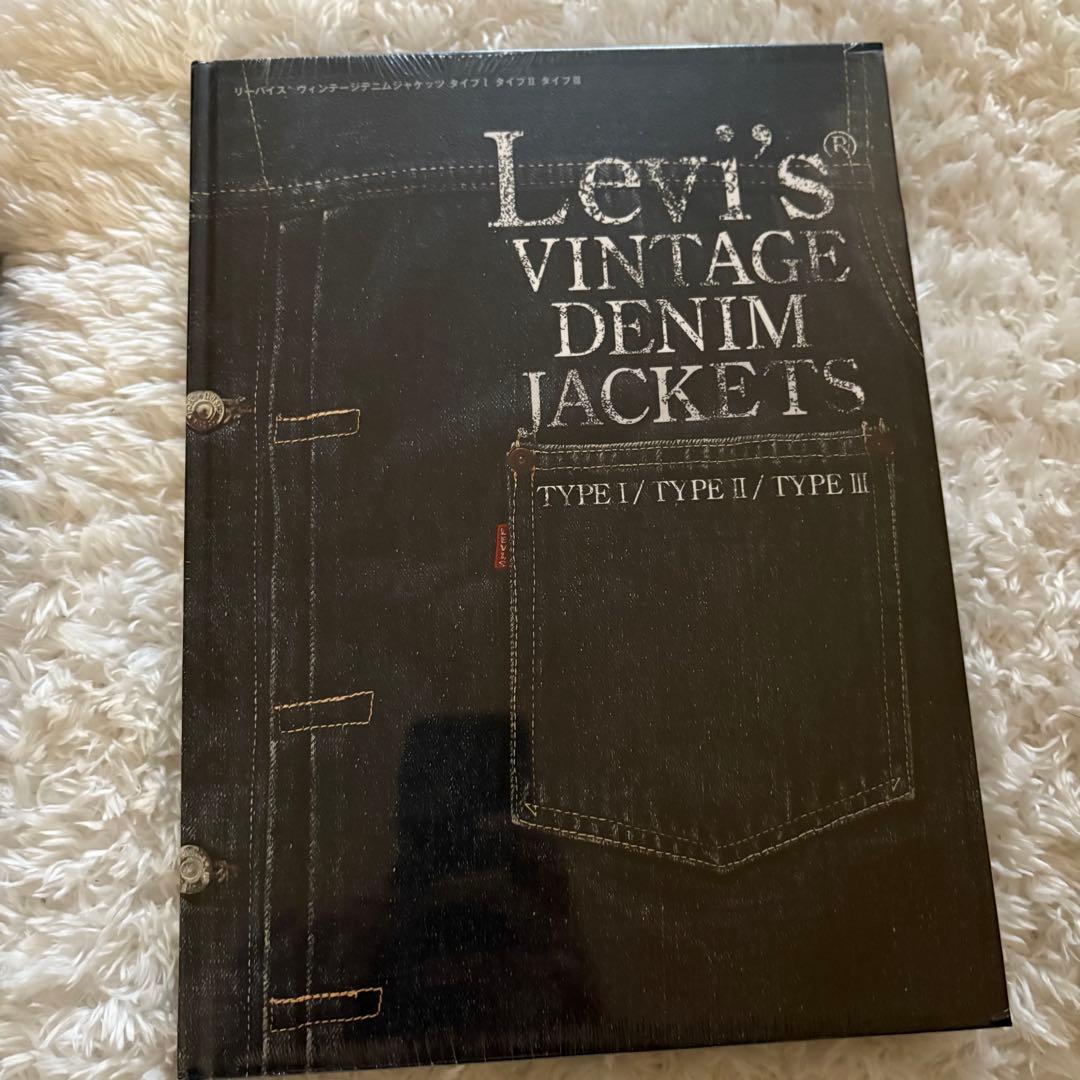 リーバイス® ヴィンテージデニムジャケッツ タイプⅠ タイプⅡ タイプⅢ
Levi's®
VINTAGE
DENIM
JACKETS
TYPE I / TYPE II / TYPE III
LEVI'S